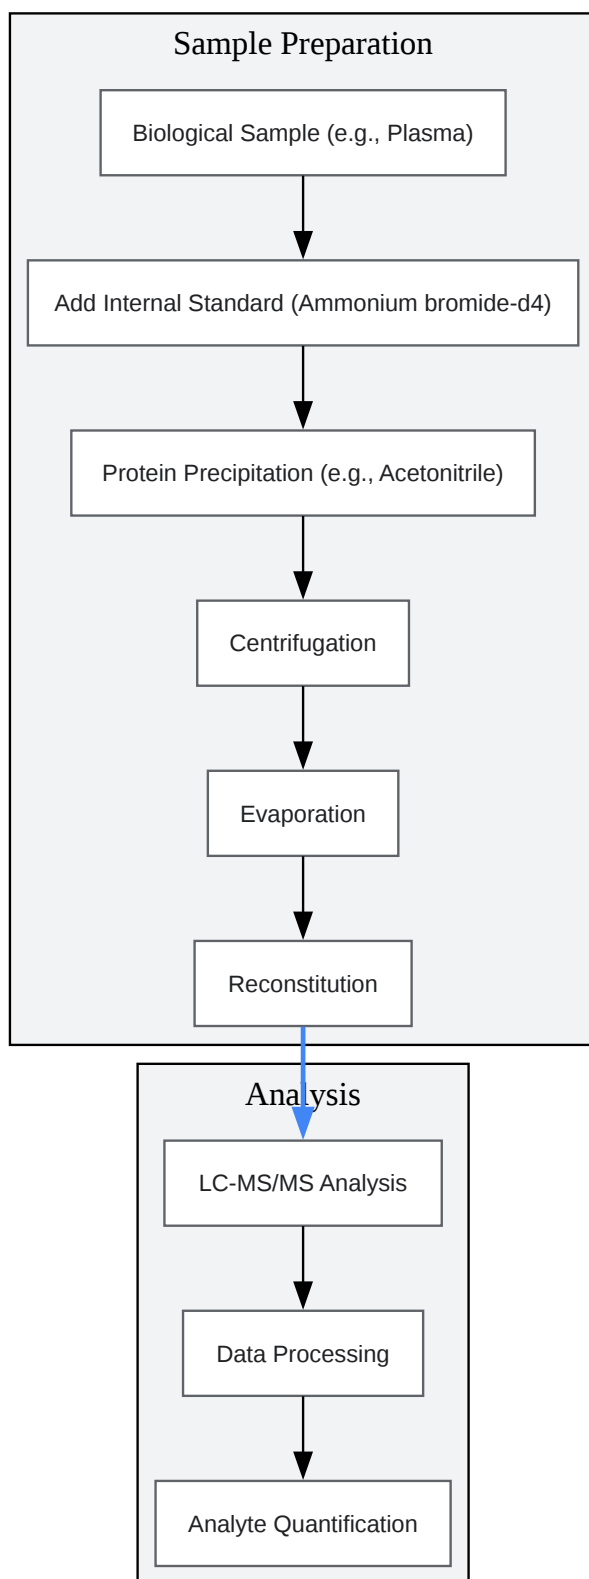 Sample Preparation
Biological Sample (e.g., Plasma)
Add Internal Standard (Ammonium bromide-d4)
Protein Precipitation (e.g., Acetonitrile)
Centrifugation
Evaporation
Reconstitution
Analysis
LC-MS/MS Analysis
Data Processing
Analyte Quantification